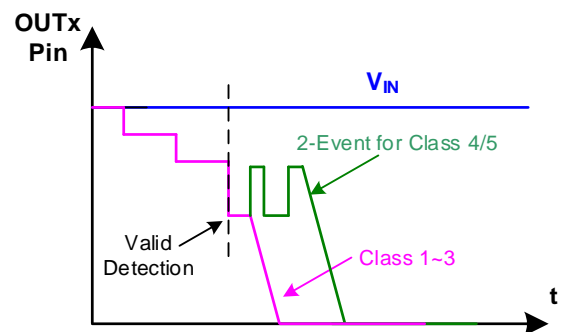 OUTx
Pin
VIN
2-Event for Class 4/5
Valid
Detection
Class 1~3
t